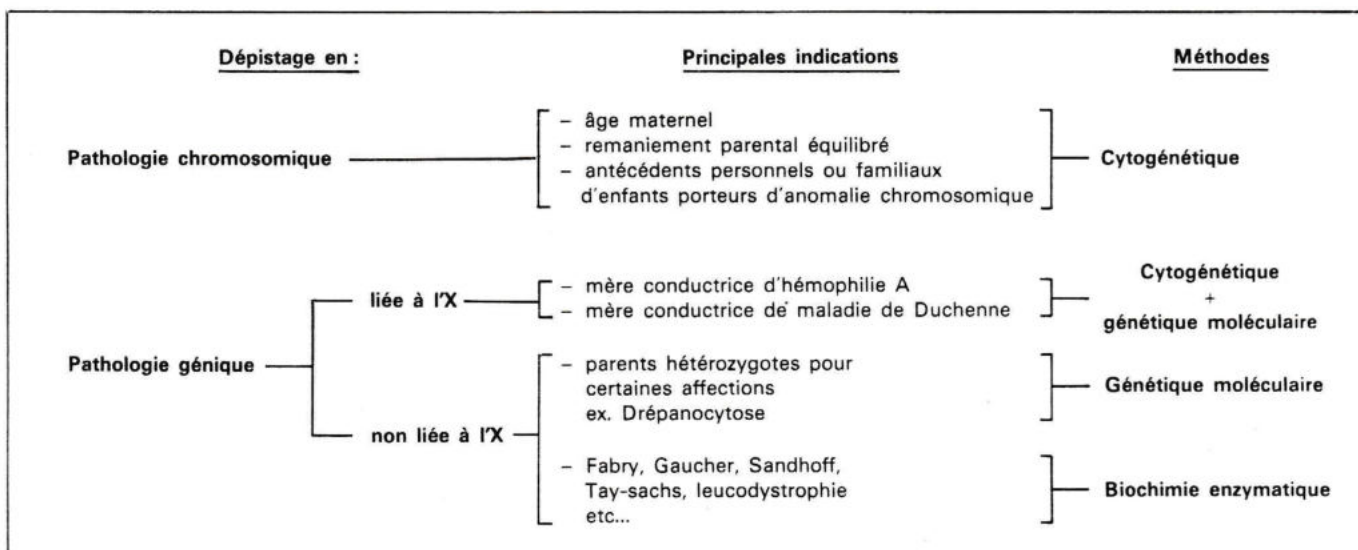 Dépistage en : Principales indications Méthodes
– âge maternel
– remaniement parental équilibré
Pathologie chromosomique – antécédents personnels ou familiaux Cytogénétique
d'enfants porteurs d'anomalie chromosomique
liée à l'X – mère conductrice d'hémophilie A Cytogénétique
– mère conductrice de maladie de Duchenne +
génétique moléculaire
Pathologie génique – parents hétérozygotes pour
certaines affections Génétique moléculaire
ex. Drépanocytose
non liée à l'X
– Fabry, Gaucher, Sandhoff,
Tay-sachs, leucodystrophie Biochimie enzymatique
etc...